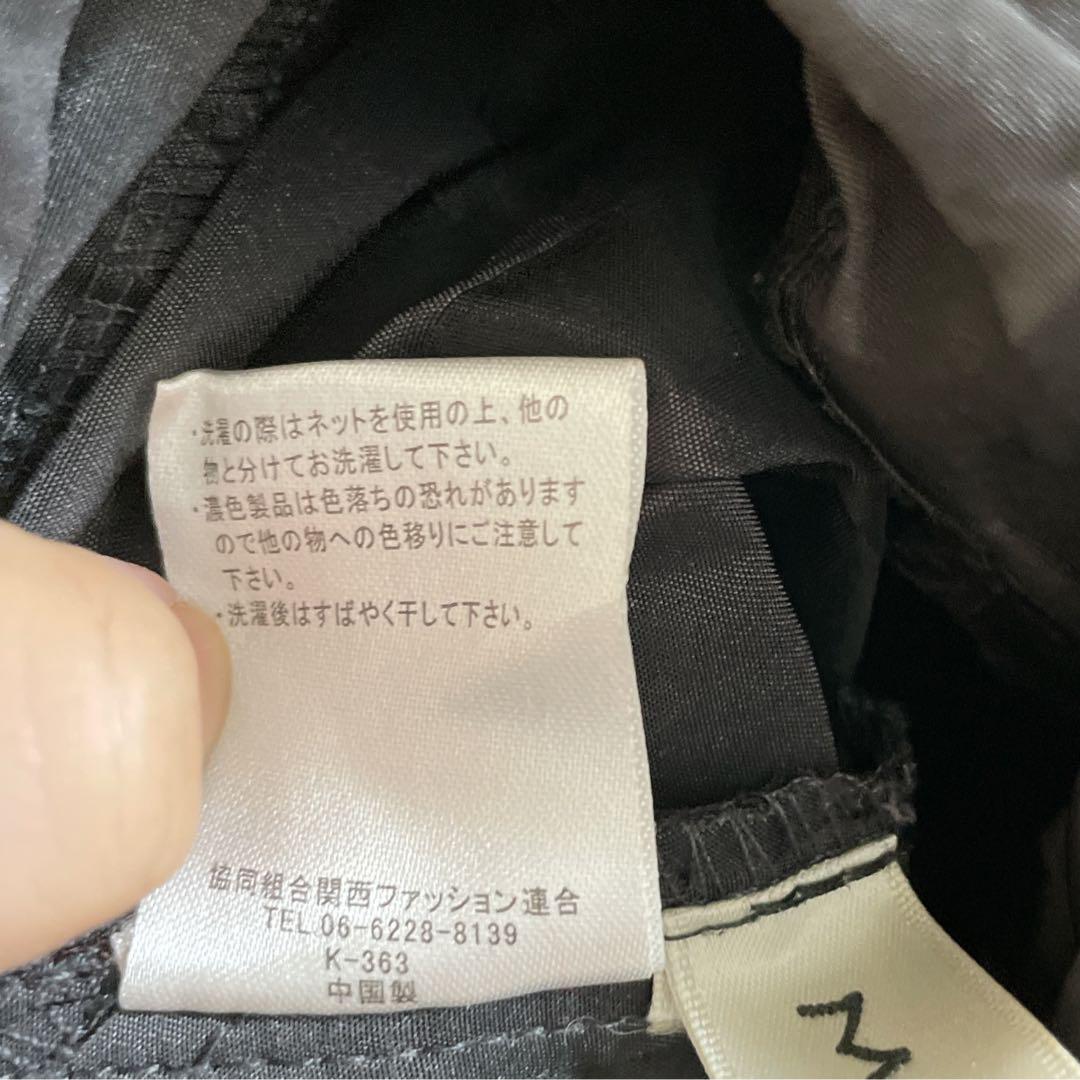 ・洗濯の際はネットを使用の上、他の
物と分けてお洗濯して下さい。
・濃色製品は色落ちの恐れがあります
ので他の物への色移りにご注意して
下さい。
・洗濯後はすばやく干して下さい。
協同組合関西ファッション連合
TEL 06-6228-8139
K-363
中国製
M